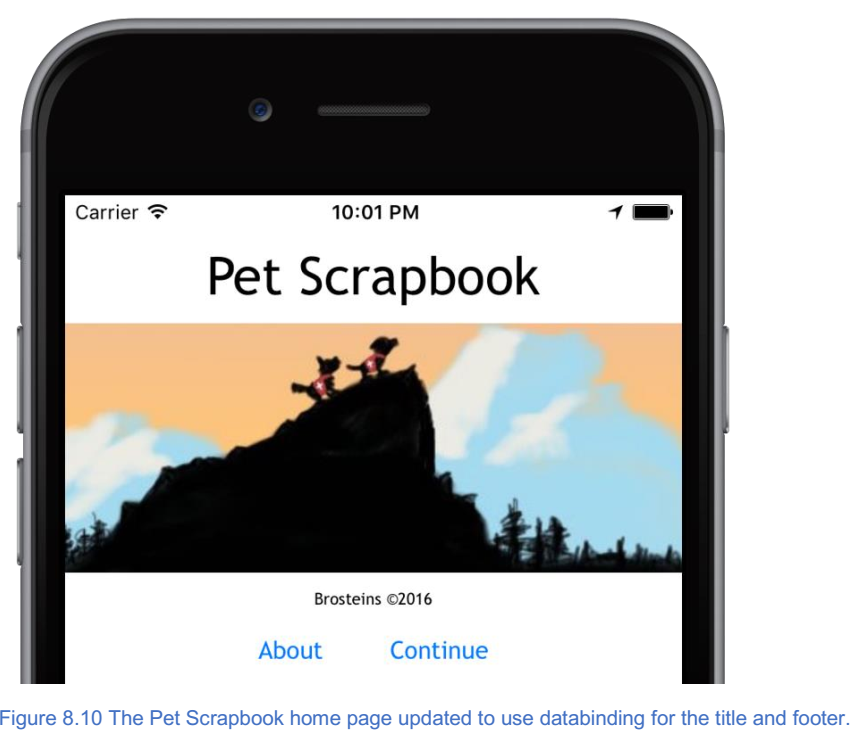 Carrier
10:01 PM
Pet Scrapbook
Brosteins ©2016
About Continue
Figure 8.10 The Pet Scrapbook home page updated to use databinding for the title and footer.